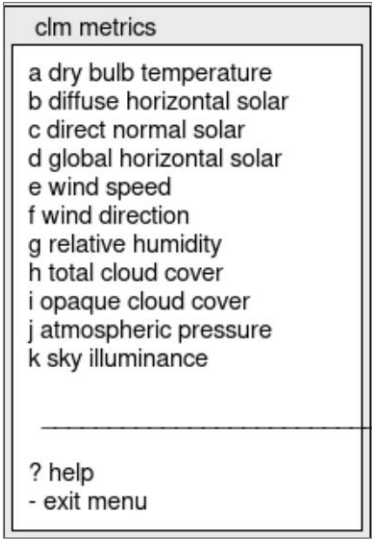 clm metrics
a dry bulb temperature
b diffuse horizontal solar
c direct normal solar
d global horizontal solar
e wind speed
f wind direction
g relative humidity
h total cloud cover
i opaque cloud cover
j atmospheric pressure
k sky illuminance
? help
- exit menu